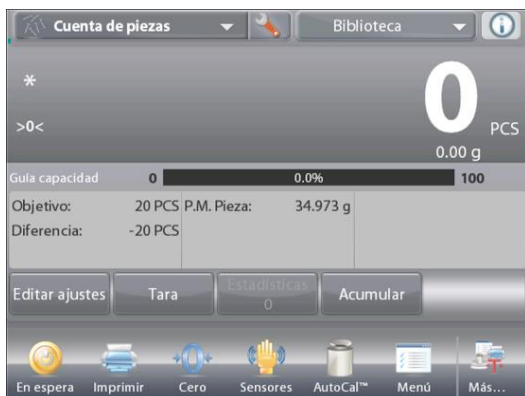 Cuenta de piezas Biblioteca
*
0
>0< PCS
0.00 g
Guía capacidad 0 0.0% 100
Objetivo: 20 PCS P.M. Pieza: 34.973 g
Diferencia: -20 PCS
Editar ajustes Tara Estadísticas 0 Acumular
En espera Imprimir Cero Sensores AutoCal™ Menú Más...